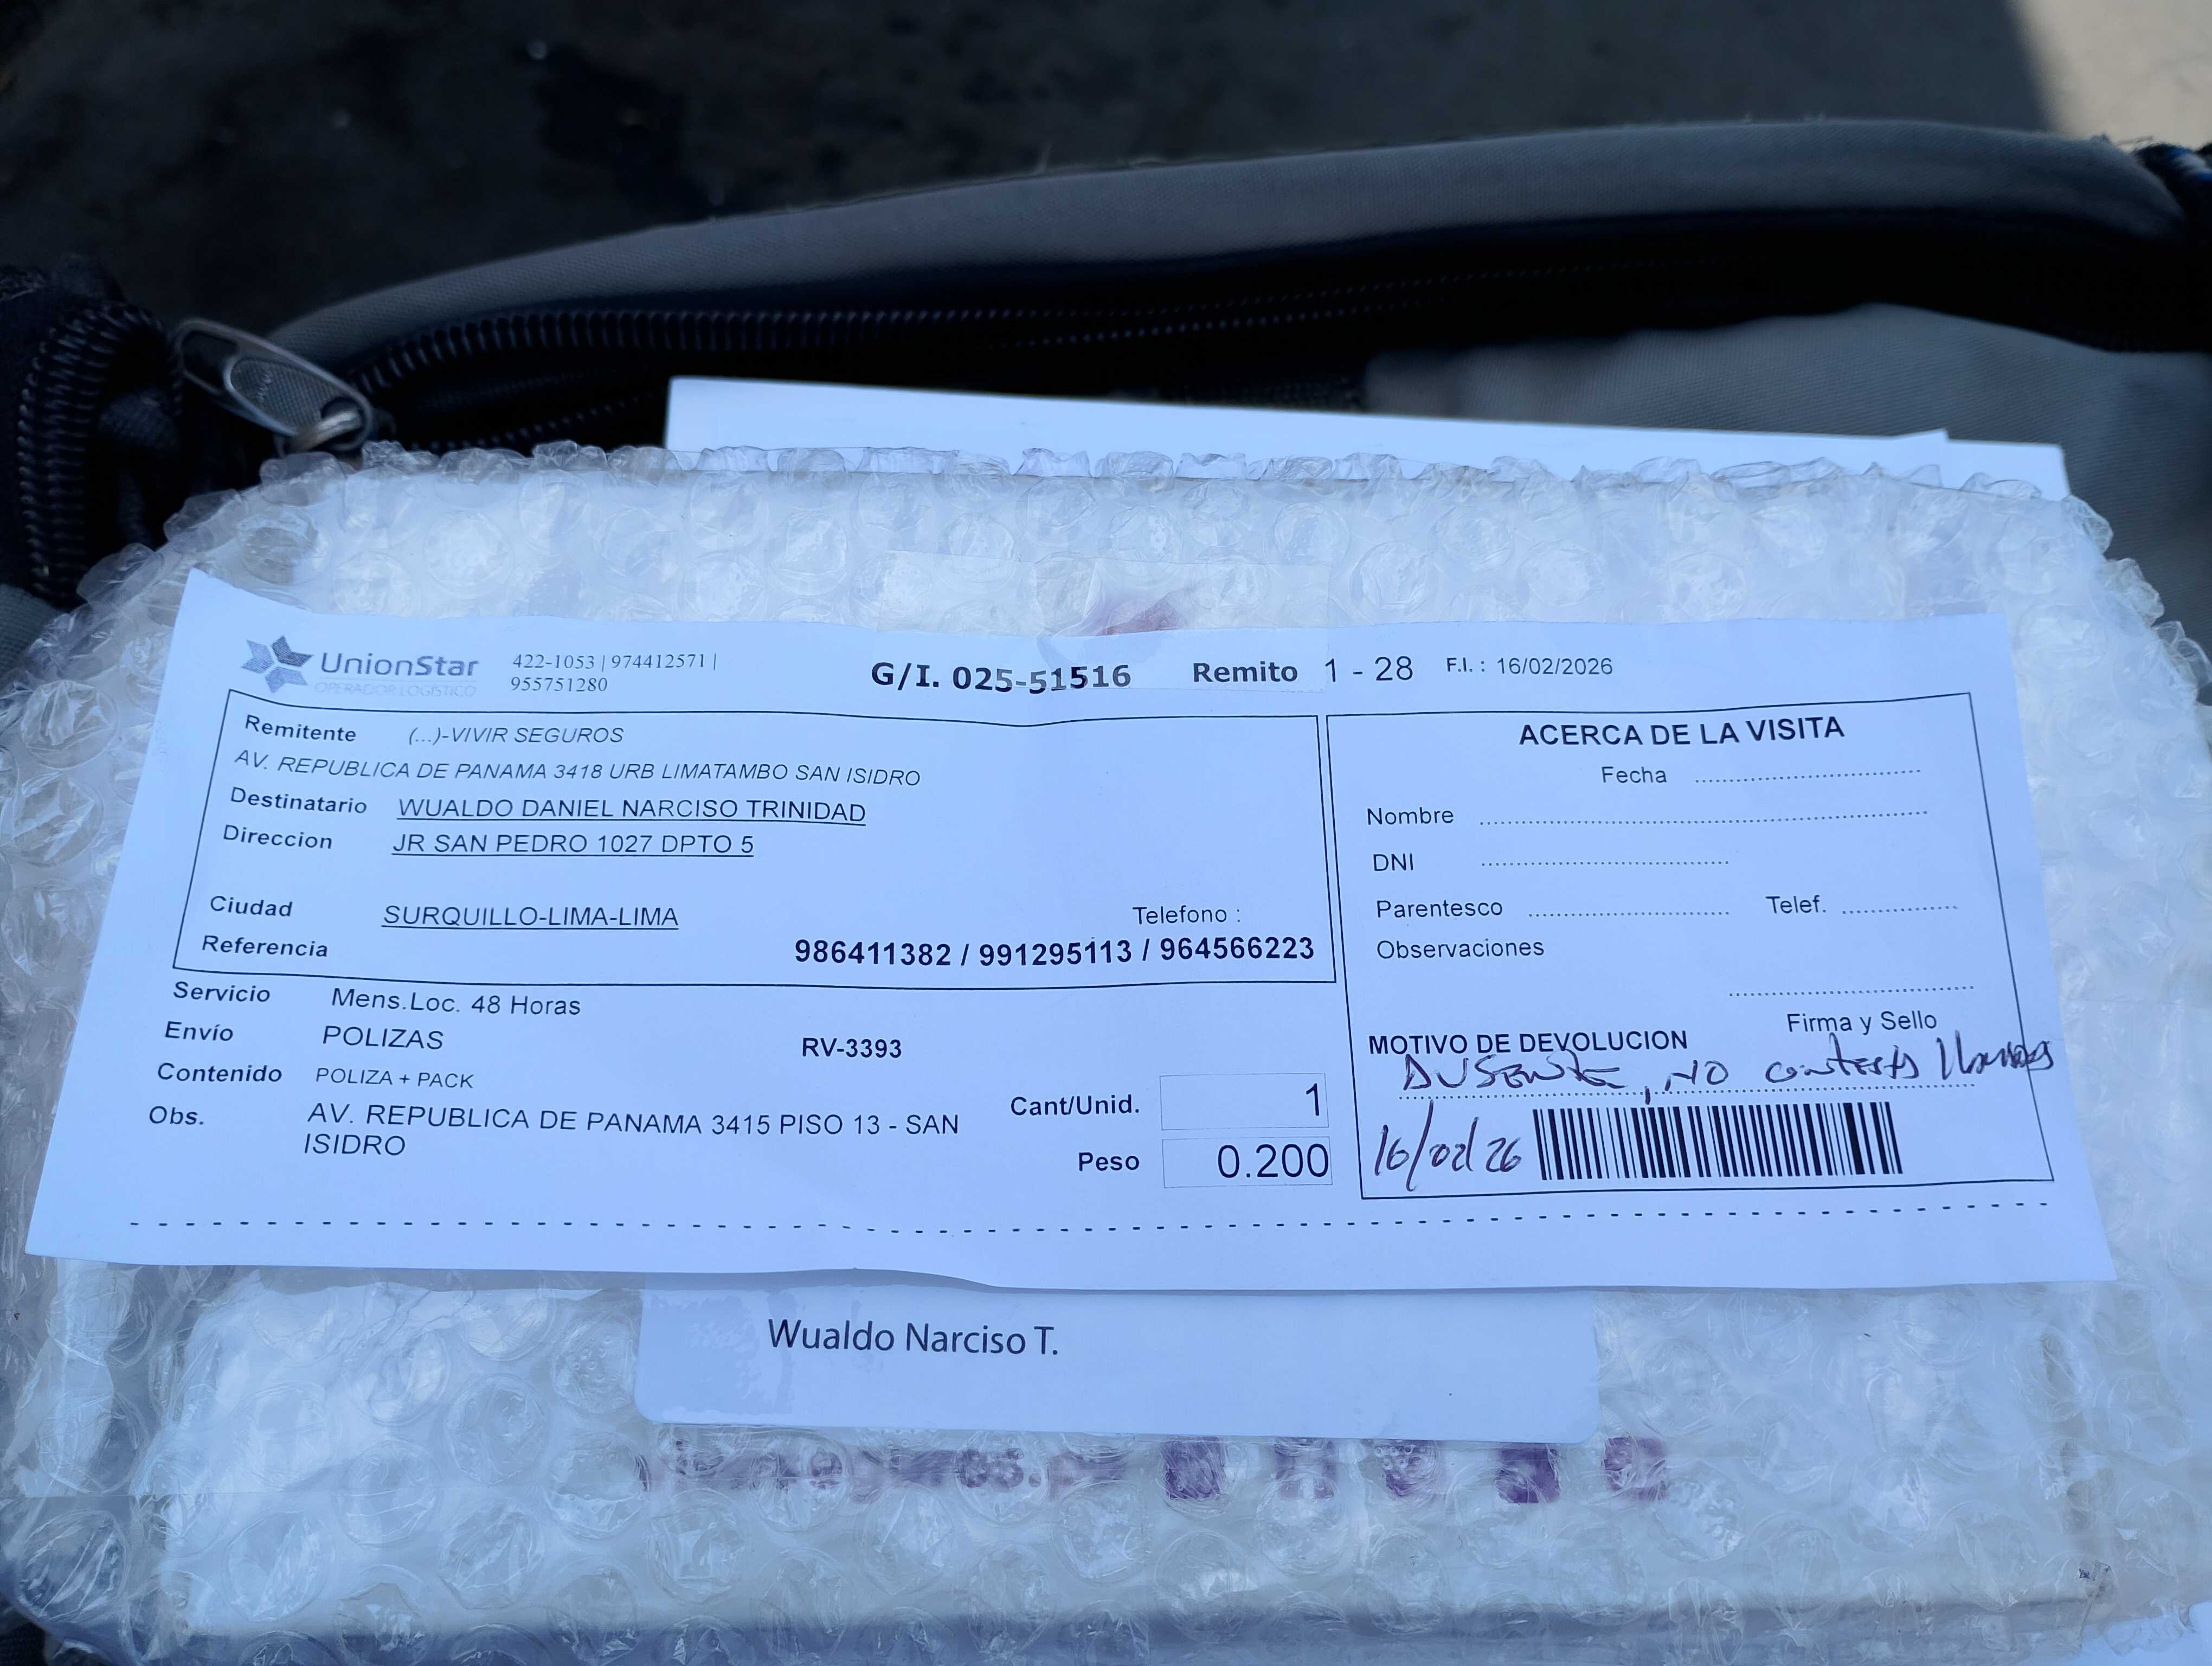 UnionStar
OPERADOR LOGISTICO
422-1053 | 974412571 |
955751280
G/I. 025-51516 Remito 1 - 28 F.I. : 16/02/2026
Remitente (...)-VIVIR SEGUROS
AV. REPUBLICA DE PANAMA 3418 URB LIMATAMBO SAN ISIDRO
Destinatario WUALDO DANIEL NARCISO TRINIDAD
Direccion JR SAN PEDRO 1027 DPTO 5
Ciudad SURQUILLO-LIMA-LIMA
Telefono :
Referencia 986411382 / 991295113 / 964566223
Servicio Mens.Loc. 48 Horas
Envío POLIZAS RV-3393
Contenido POLIZA + PACK
Obs. AV. REPUBLICA DE PANAMA 3415 PISO 13 - SAN
ISIDRO
Cant/Unid. 1
Peso 0.200
ACERCA DE LA VISITA
Fecha
Nombre
DNI
Parentesco Telef.
Observaciones
Firma y Sello
MOTIVO DE DEVOLUCION
AUSENTE, NO contesta llamadas
16/02/26
Wualdo Narciso T.